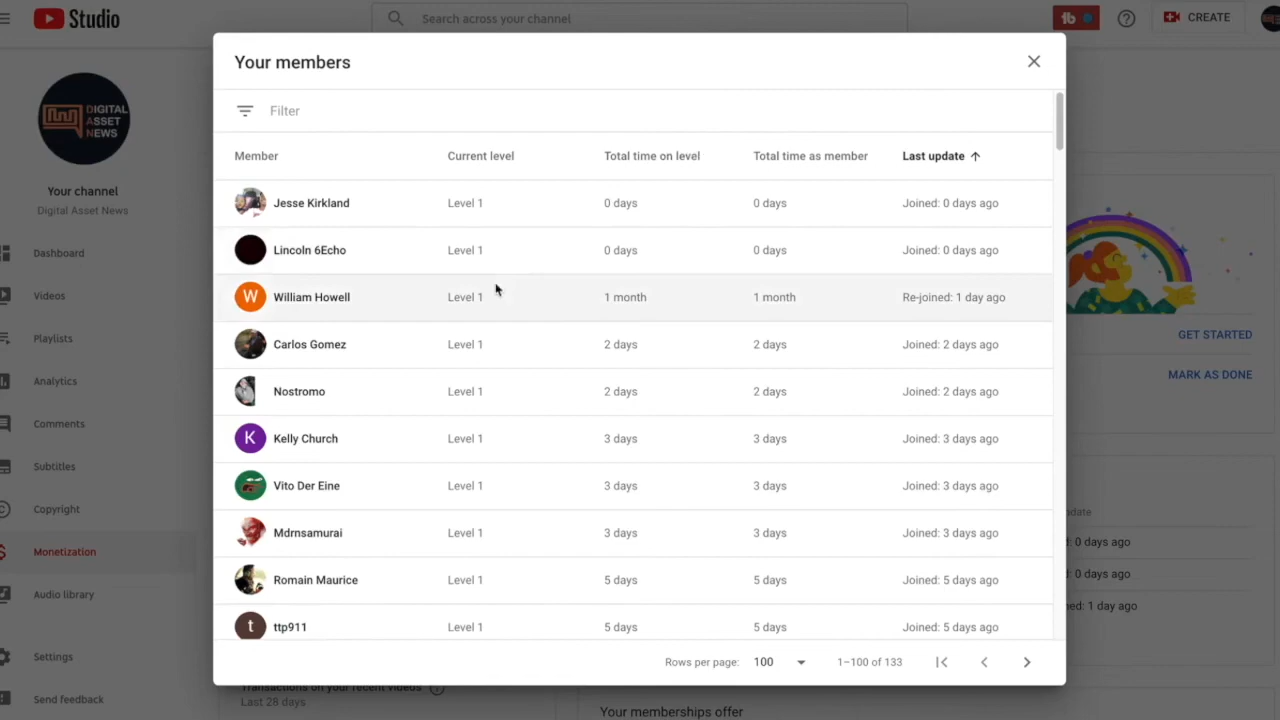 Studio
Search across your channel
CREATE
Your members
Filter
DIGITAL
ASSET
NEWS
Your channel
Digital Asset News
Dashboard
Videos
Playlists
Analytics
Comments
Subtitles
Copyright
Monetization
Audio library
Settings
Send feedback
Member Current level Total time on level Total time as member Last update
Jesse Kirkland Level 1 0 days 0 days Joined: 0 days ago
Lincoln 6Echo Level 1 0 days 0 days Joined: 0 days ago
W William Howell Level 1 1 month 1 month Re-joined: 1 day ago
Carlos Gomez Level 1 2 days 2 days Joined: 2 days ago
Nostromo Level 1 2 days 2 days Joined: 2 days ago
K Kelly Church Level 1 3 days 3 days Joined: 3 days ago
Vito Der Eine Level 1 3 days 3 days Joined: 3 days ago
Mdrnsamurai Level 1 3 days 3 days Joined: 3 days ago
Romain Maurice Level 1 5 days 5 days Joined: 5 days ago
t ttp911 Level 1 5 days 5 days Joined: 5 days ago
Rows per page: 100 1–100 of 133
GET STARTED
MARK AS DONE
0 days ago
0 days ago
1 day ago
Transactions on your recent videos
Last 28 days
Your memberships offer